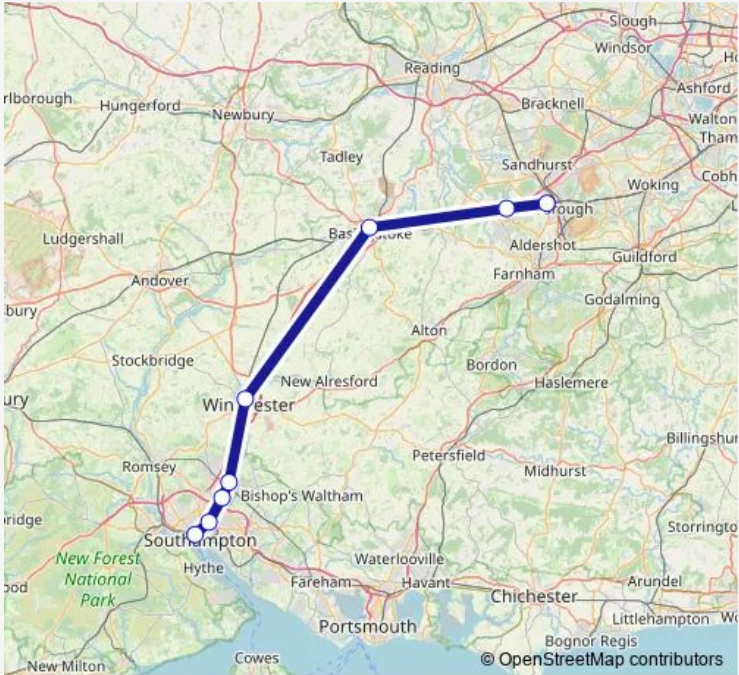 Slough
Windsor
Reading
Ashford
rlborough
Hungerford
Newbury
Bracknell
Walton
Tham
Tadley
Sandhurst
Cobh
Woking
Ludgershall
Aldershot
Guildford
Farnham
Andover
Godalming
bury
Alton
Stockbridge
Bordon
New Alresford
Haslemere
ury
Billingshur
Petersfield
Romsey
Midhurst
Bishop's Waltham
ridge
Storringto
Southampton
New Forest
National
Park
Waterlooville
Hythe
Fareham
Havant
Arundel
Chichester
Littlehampton
Portsmouth
Bognor Regis
Cowes
New Milton
© OpenStreetMap contributors